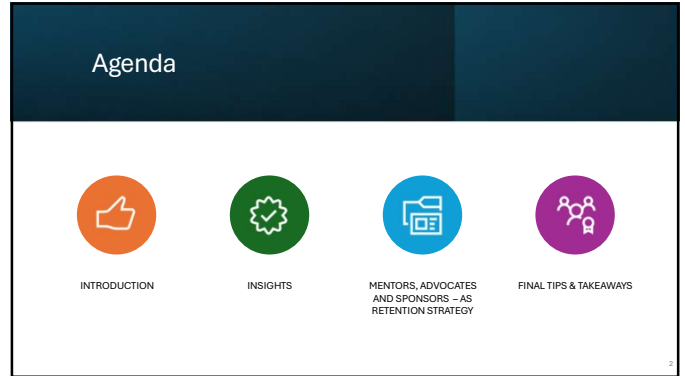 Agenda
INTRODUCTION
INSIGHTS
MENTORS, ADVOCATES
AND SPONSORS – AS
RETENTION STRATEGY
FINAL TIPS & TAKEAWAYS
2